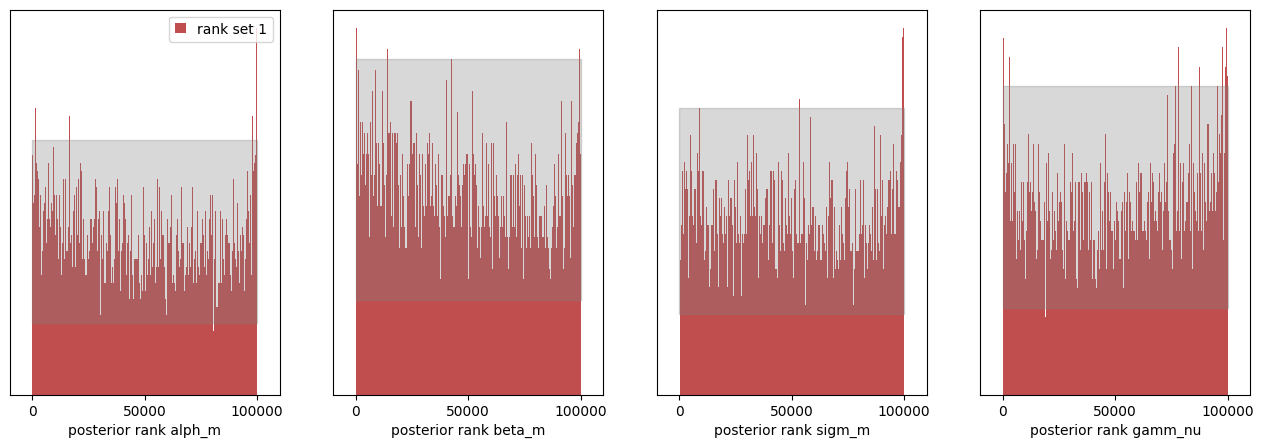 rank set 1
0 50000 100000 0 50000 100000 0 50000 100000 0 50000 100000
posterior rank alph_m posterior rank beta_m posterior rank sigm_m posterior rank gamm_nu